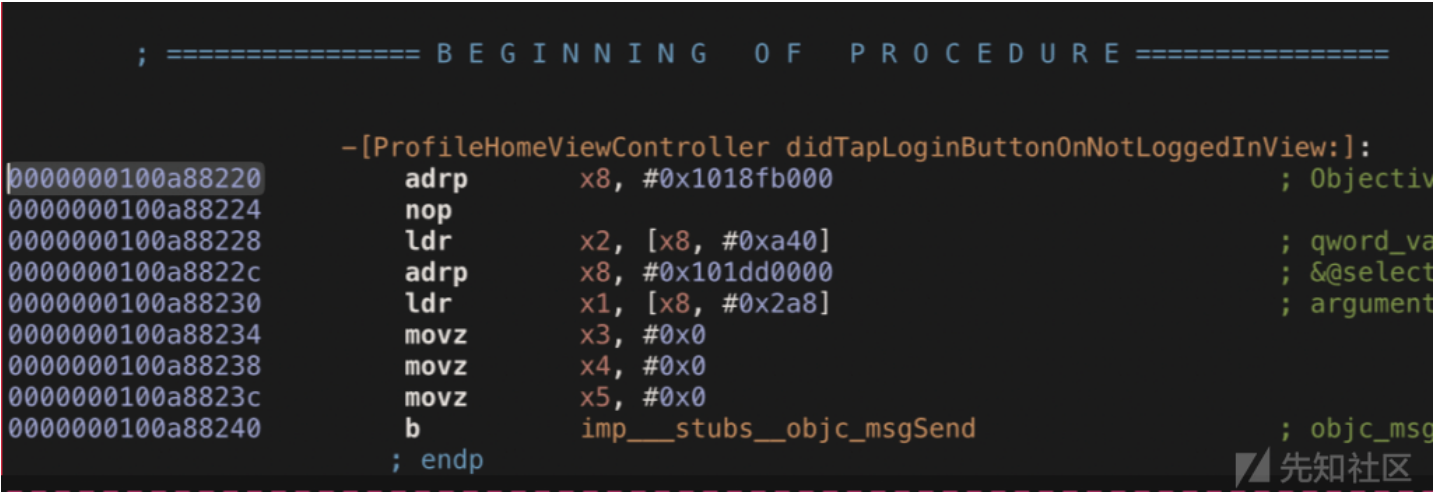 ; ================ B E G I N N I N G   O F   P R O C E D U R E ================
-[ProfileHomeViewController didTapLoginButtonOnNotLoggedInView:]:
0000000100a88220 adrp x8, #0x1018fb000 ; Objectiv
0000000100a88224 nop
0000000100a88228 ldr x2, [x8, #0xa40] ; qword_va
0000000100a8822c adrp x8, #0x101dd0000 ; &@select
0000000100a88230 ldr x1, [x8, #0x2a8] ; argument
0000000100a88234 movz x3, #0x0
0000000100a88238 movz x4, #0x0
0000000100a8823c movz x5, #0x0
0000000100a88240 b imp___stubs__objc_msgSend ; objc_msg
; endp
先知社区